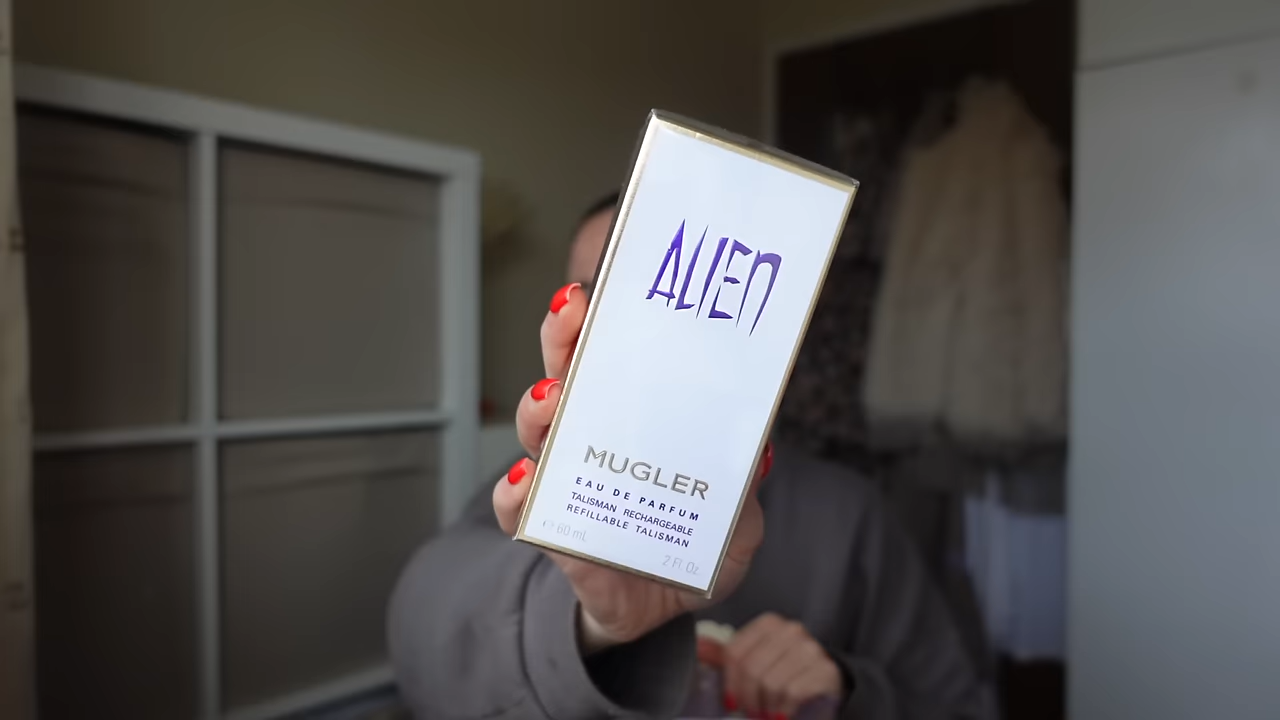 ALIEN
MUGLER
EAU DE PARFUM
TALISMAN RECHARGEABLE
REFILLABLE TALISMAN
60 mL
2 Fl. Oz.